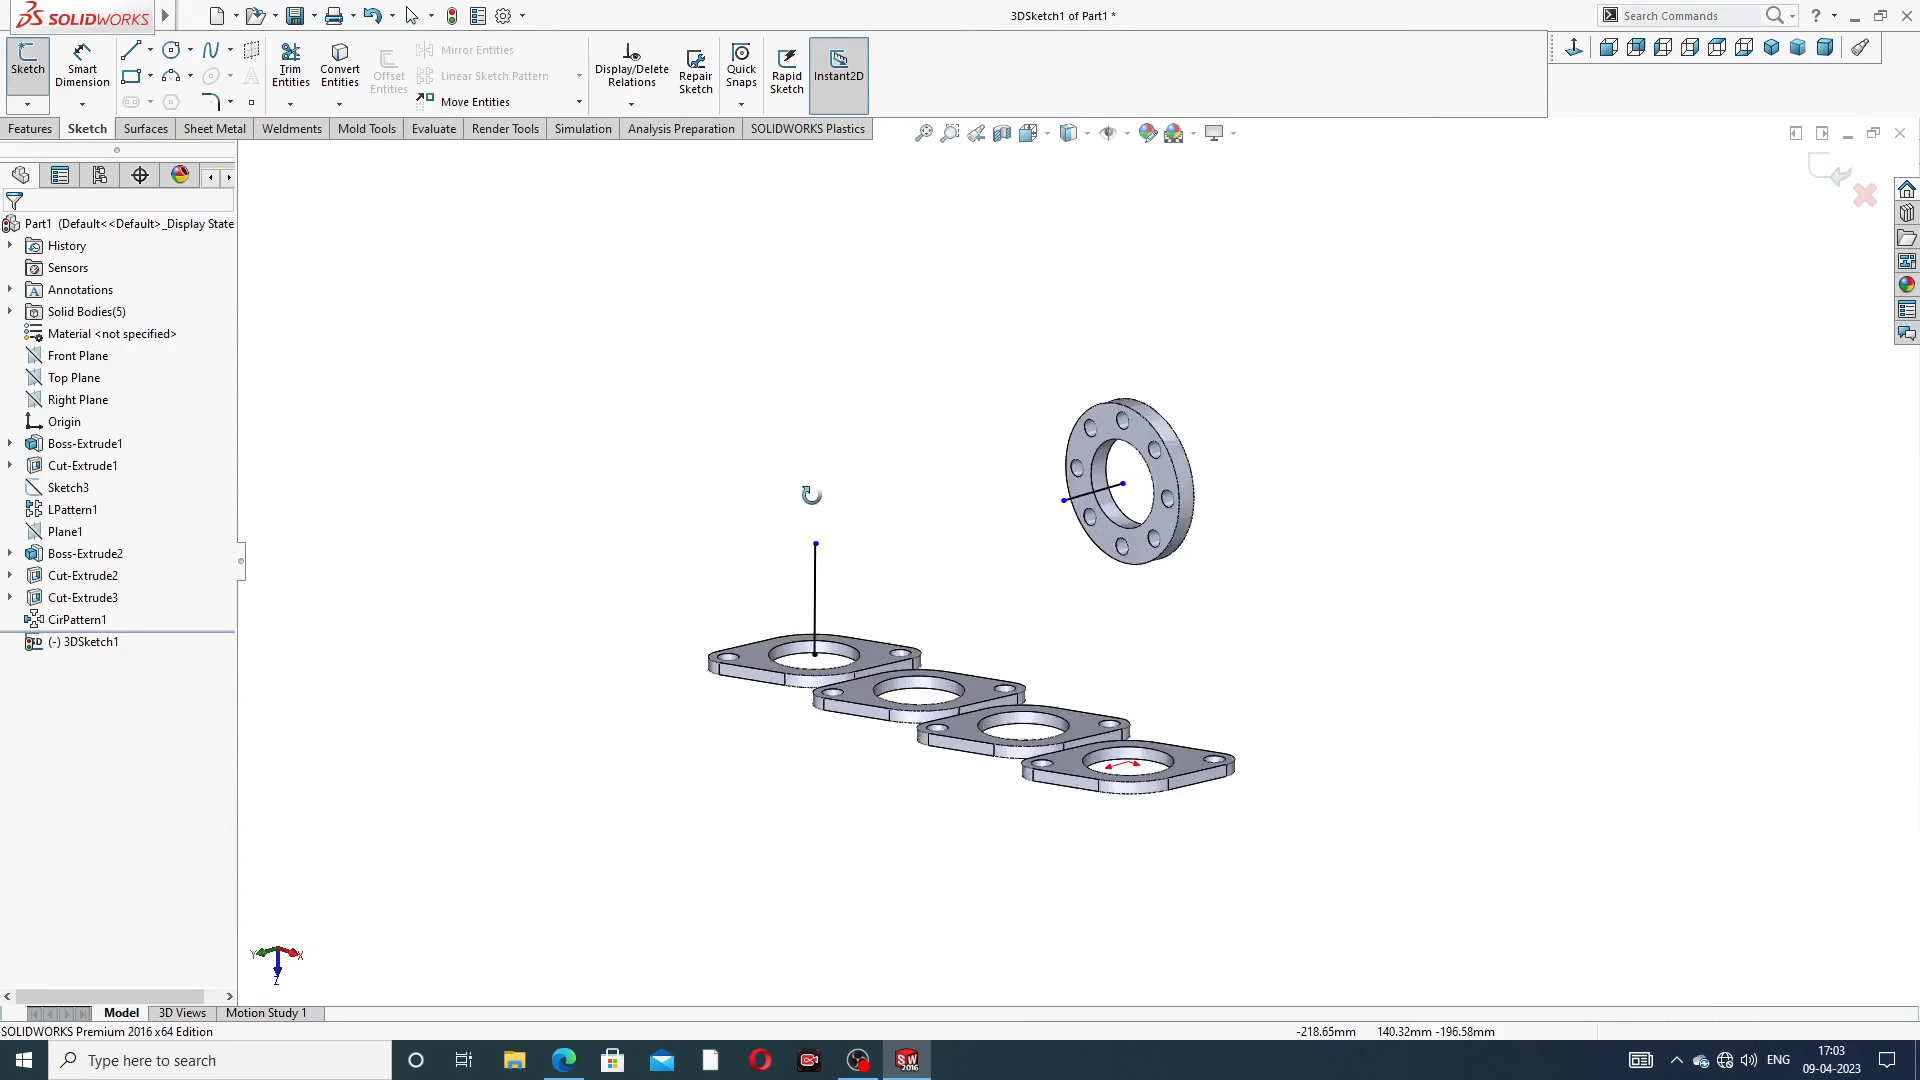 SOLIDWORKS
3DSketch1 of Part1 *
Search Commands
Sketch
Smart Dimension
Trim Entities
Convert Entities
Offset Entities
Mirror Entities
Linear Sketch Pattern
Move Entities
Display/Delete Relations
Repair Sketch
Quick Snaps
Rapid Sketch
Instant2D
Features
Sketch
Surfaces
Sheet Metal
Weldments
Mold Tools
Evaluate
Render Tools
Simulation
Analysis Preparation
SOLIDWORKS Plastics
Part1 (Default<<Default>_Display State
History
Sensors
Annotations
Solid Bodies(5)
Material <not specified>
Front Plane
Top Plane
Right Plane
Origin
Boss-Extrude1
Cut-Extrude1
Sketch3
LPattern1
Plane1
Boss-Extrude2
Cut-Extrude2
Cut-Extrude3
CirPattern1
(-) 3DSketch1
Y X
Z
Model
3D Views
Motion Study 1
SOLIDWORKS Premium 2016 x64 Edition
-218.65mm 140.32mm -196.58mm
Type here to search
SW
2016
ENG
17:03
09-04-2023